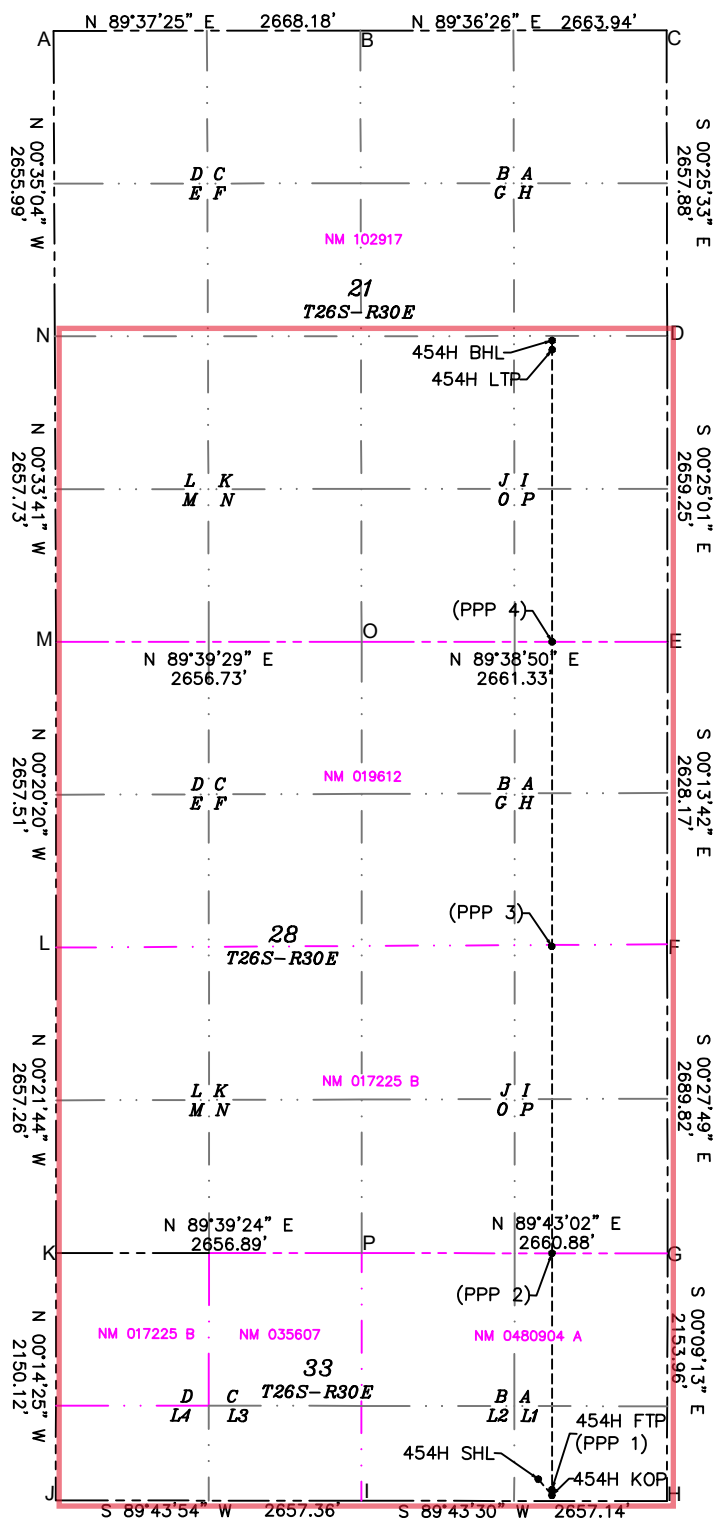 N 89°37'25" E 2668.18' N 89°36'26" E 2663.94'
A B C
N 00°35'04" W
2655.99'
S 00°25'33" E
2657.88'
D C B A
E F G H
NM 102917
21
T26S-R30E
N D
454H BHL
454H LTP
N 00°33'41" W
2657.73'
S 00°25'01" E
2659.25'
L K J I
M N O P
(PPP 4)
M O E
N 89°39'29" E N 89°38'50" E
2656.73' 2661.33'
N 00°20'20" W
2657.51'
S 00°13'42" E
2628.17'
NM 019612
D C B A
E F G H
(PPP 3)
28
L F
T26S-R30E
N 00°21'44" W
2657.26'
S 00°27'49" E
2689.82'
NM 017225 B
L K J I
M N O P
N 89°39'24" E N 89°43'02" E
2656.89' 2660.88'
K P G
(PPP 2)
N 00°14'25" W
2150.12'
S 00°09'13" E
2153.96'
NM 017225 B NM 035607 NM 0480904 A
33
T26S-R30E
D C B A
L4 L3 L2 L1
454H FTP
(PPP 1)
454H SHL
454H KOP
J I H
S 89°43'54" W 2657.36' S 89°43'30" W 2657.14'